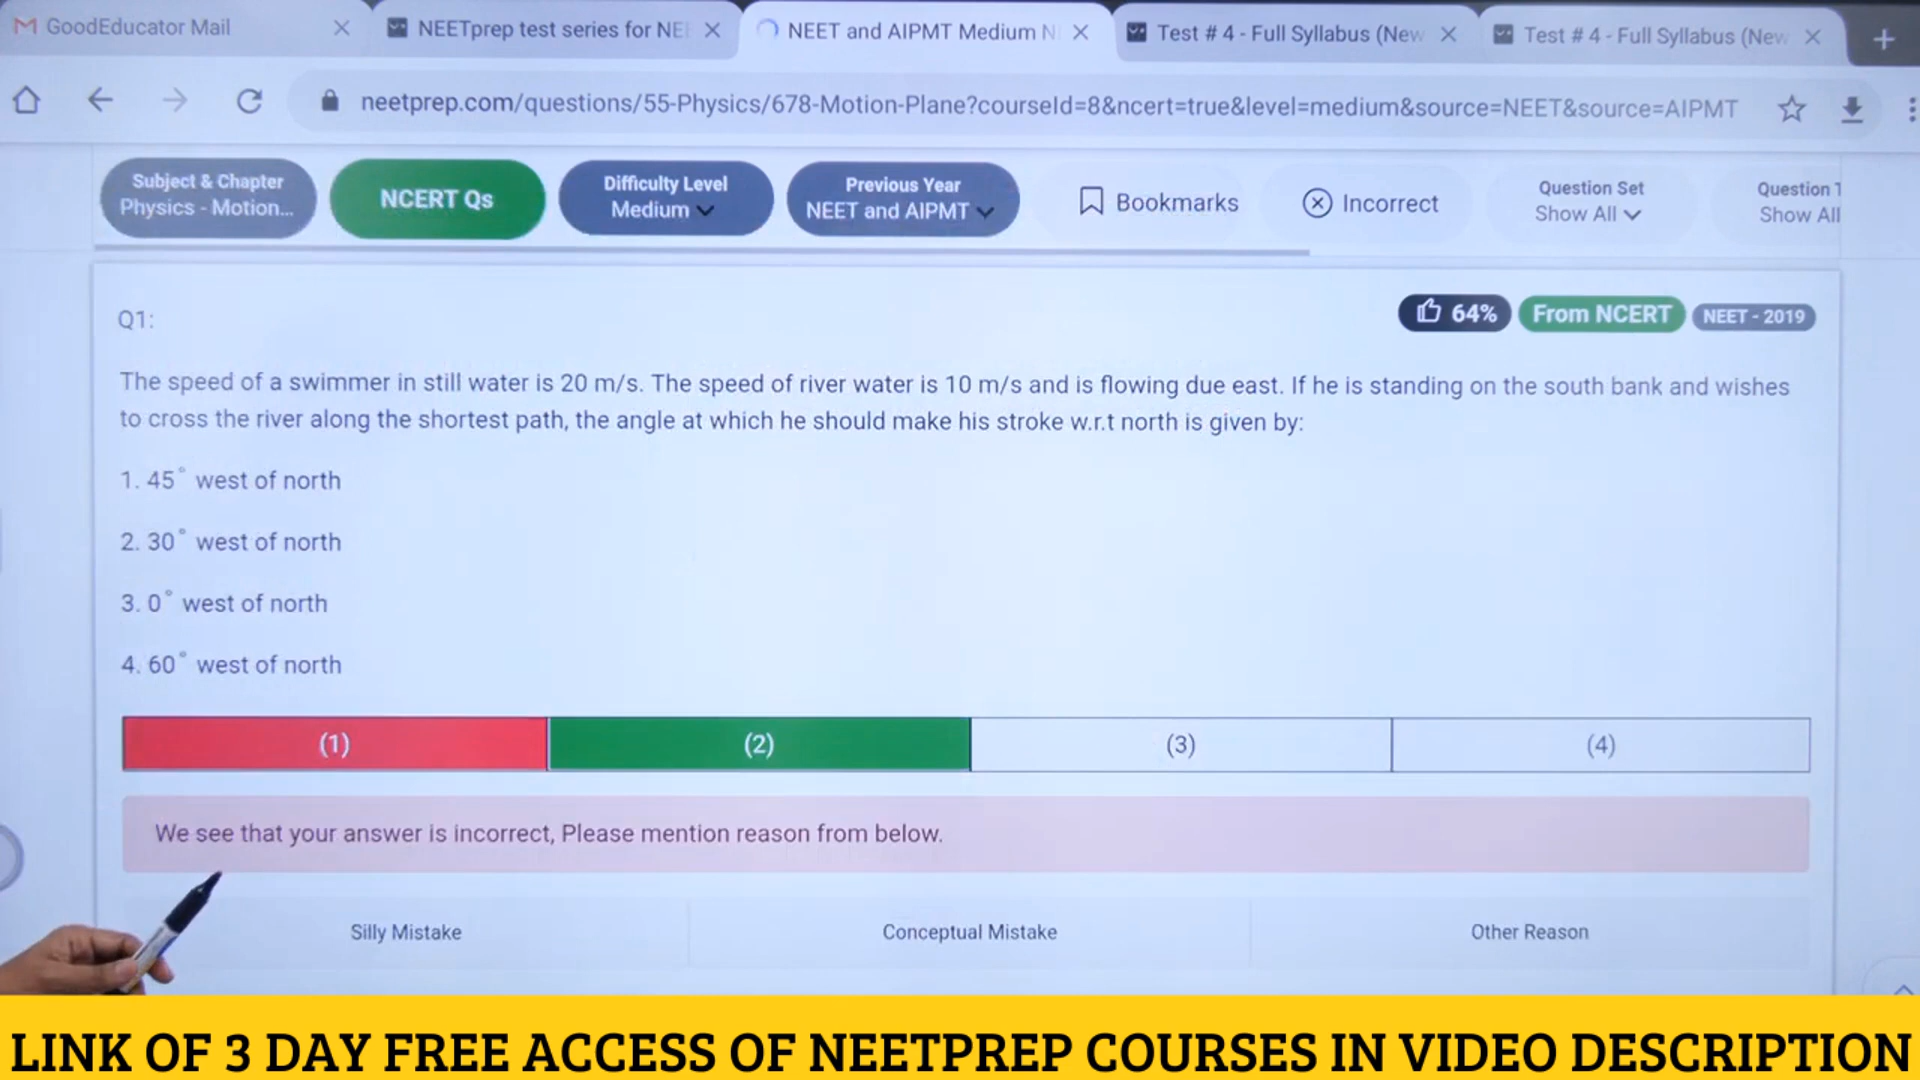 GoodEducator Mail
NEETprep test series for NE
NEET and AIPMT Medium N
Test # 4 - Full Syllabus (New
Test # 4 - Full Syllabus (New
neetprep.com/questions/55-Physics/678-Motion-Plane?courseId=8&ncert=true&level=medium&source=NEET&source=AIPMT
Subject & Chapter
Physics - Motion...
NCERT Qs
Difficulty Level
Medium
Previous Year
NEET and AIPMT
Bookmarks
Incorrect
Question Set
Show All
Question T
Show All
Q1:
64%
From NCERT
NEET - 2019
The speed of a swimmer in still water is 20 m/s. The speed of river water is 10 m/s and is flowing due east. If he is standing on the south bank and wishes
to cross the river along the shortest path, the angle at which he should make his stroke w.r.t north is given by:
1. 45° west of north
2. 30° west of north
3. 0° west of north
4. 60° west of north
(1)
(2)
(3)
(4)
We see that your answer is incorrect, Please mention reason from below.
Silly Mistake
Conceptual Mistake
Other Reason
LINK OF 3 DAY FREE ACCESS OF NEETPREP COURSES IN VIDEO DESCRIPTION